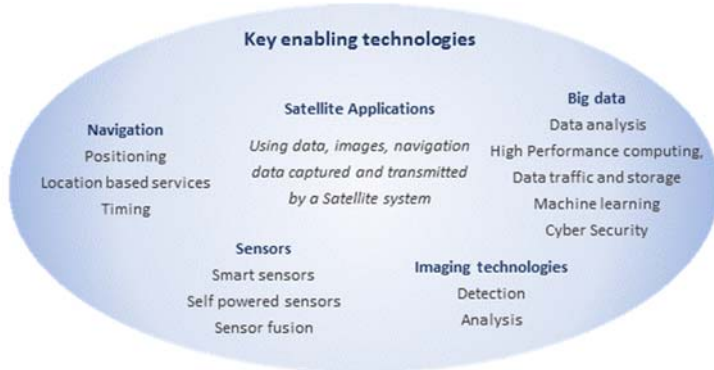 Key enabling technologies
Satellite Applications
Using data, images, navigation
data captured and transmitted
by a Satellite system
Navigation
Positioning
Location based services
Timing
Big data
Data analysis
High Performance computing,
Data traffic and storage
Machine learning
Cyber Security
Sensors
Smart sensors
Self powered sensors
Sensor fusion
Imaging technologies
Detection
Analysis